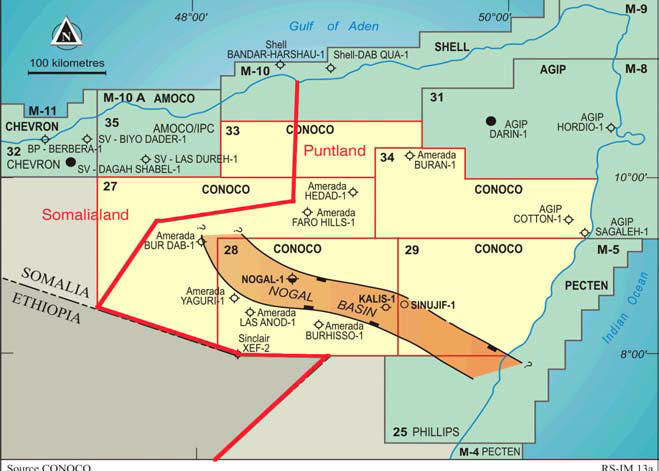 48°00'
50°00'
M-9
N
Gulf of Aden
Shell
BANDAR-HARSHAU-1
Shell-DAB QUA-1
SHELL
100 kilometres
M-10
AGIP
M-8
M-11
M-10 A
AMOCO
31
CHEVRON
35
AMOCO/IPC
33
CONOCO
AGIP
DARIN-1
AGIP
HORDIO-1
SV - BIYO DADER-1
BP - BERBERA-1
32
CHEVRON
SV - LAS DUREH-1
SV - DAGAH SHABEL-1
Puntland
34
Amerada
BURAN-1
10°00'
27
CONOCO
Amerada
HEDAD-1
CONOCO
Somalialand
Amerada
FARO HILLS-1
AGIP
COTTON-1
AGIP
SAGALEH-1
Amerada
BUR DAB-1
?
?
28
CONOCO
29
CONOCO
M-5
PECTEN
SOMALIA
ETHIOPIA
NOGAL-1
NOGAL
BASIN
KALIS-1
SINUJIF-1
Amerada
YAGURI-1
Amerada
LAS ANOD-1
Amerada
BURHISSO-1
Indian Ocean
Sinclair
XEF-2
8°00'
?
25 PHILLIPS
M-4 PECTEN
Source CONOCO.
RS-IM 13a